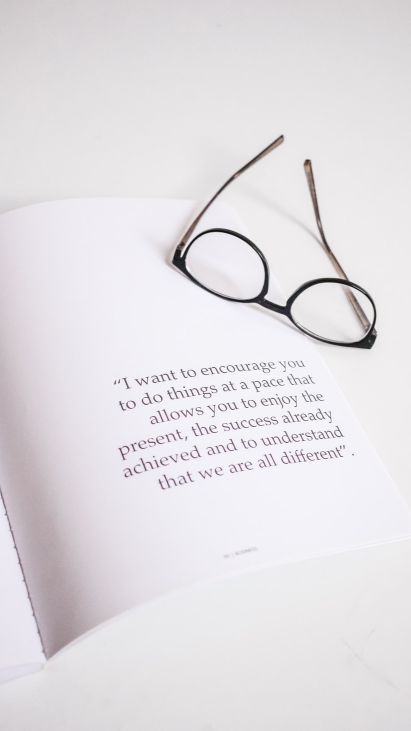 “I want to encourage you
to do things at a pace that
allows you to enjoy the
present, the success already
achieved and to understand
that we are all different” .